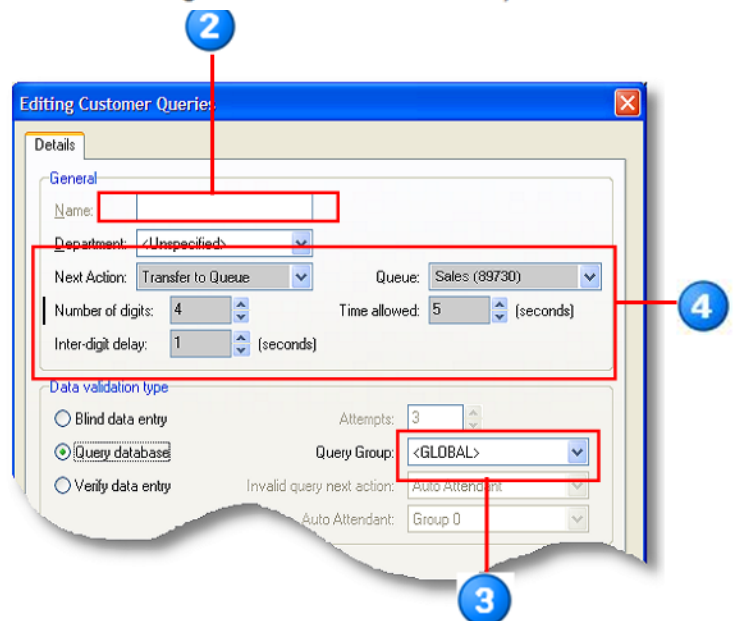 2
Editing Customer Queries
Details
General
Name:
Department: <Unspecified>
Next Action: Transfer to Queue Queue: Sales (89730)
4
Number of digits: 4 Time allowed: 5 (seconds)
Inter-digit delay: 1 (seconds)
Data validation type
Blind data entry Attempts: 3
Query database Query Group: <GLOBAL>
Verify data entry Invalid query next action: Auto Attendant
Auto Attendant: Group 0
3